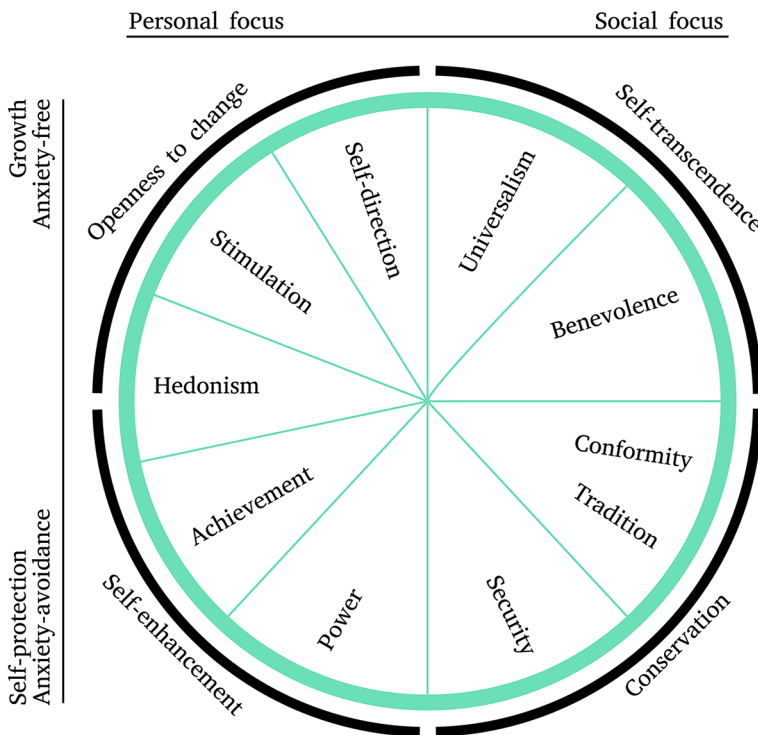 Personal focus
Social focus
Growth
Anxiety-free
Self-protection
Anxiety-avoidance
Openness to change
Self-transcendence
Self-direction
Universalism
Stimulation
Benevolence
Hedonism
Conformity
Achievement
Tradition
Power
Security
Self-enhancement
Conservation